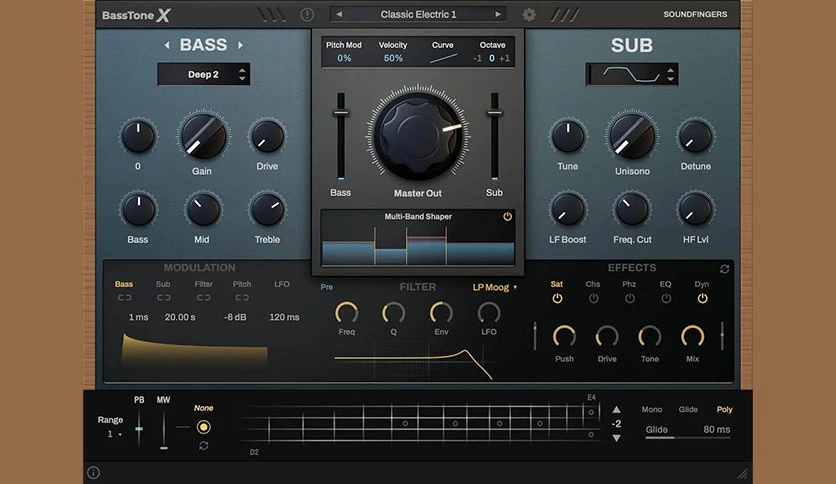 BassTone X
Classic Electric 1
SOUNDFINGERS
BASS
Deep 2
0
Gain
Drive
Bass
Mid
Treble
Pitch Mod Velocity Curve Octave
0% 50% -1 0 +1
Bass
Master Out
Sub
Multi-Band Shaper
SUB
Tune
Unisono
Detune
LF Boost
Freq. Cut
HF Lvl
MODULATION
Bass Sub Filter Pitch LFO
1 ms 20.00 s -6 dB 120 ms
Pre
FILTER
LP Moog
Freq Q Env LFO
EFFECTS
Sat Chs Phz EQ Dyn
Push Drive Tone Mix
PB MW
Range
1
None
D2
E4
-2
Mono Glide Poly
Glide 80 ms